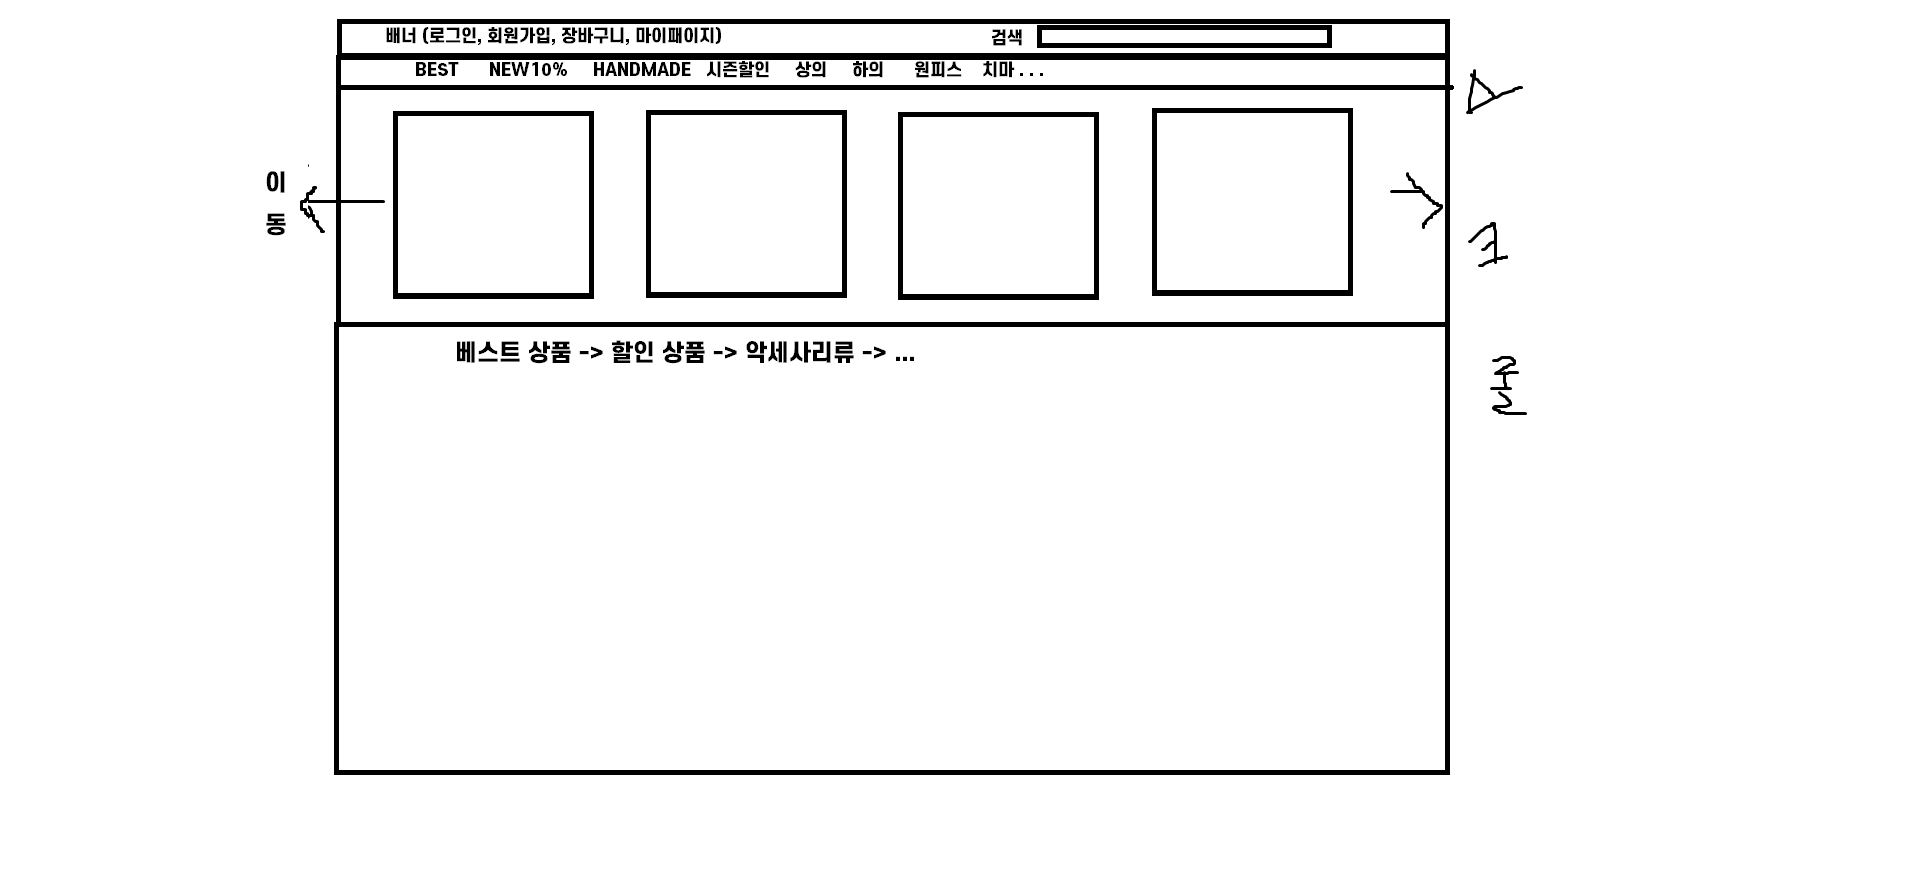 배너 (로그인, 회원가입, 장바구니, 마이페이지) 검색
BEST NEW10% HANDMADE 시즌할인 상의 하의 원피스 치마 . . .
이
동
베스트 상품 -> 할인 상품 -> 악세사리류 -> ...
스
크
롤